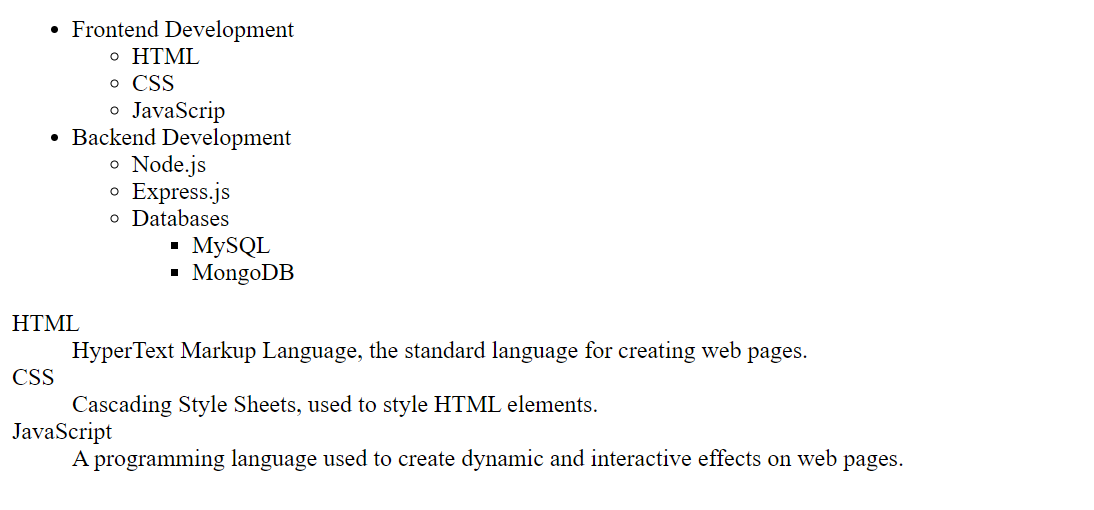 Frontend Development
HTML
CSS
JavaScrip
Backend Development
Node.js
Express.js
Databases
MySQL
MongoDB
HTML
HyperText Markup Language, the standard language for creating web pages.
CSS
Cascading Style Sheets, used to style HTML elements.
JavaScript
A programming language used to create dynamic and interactive effects on web pages.